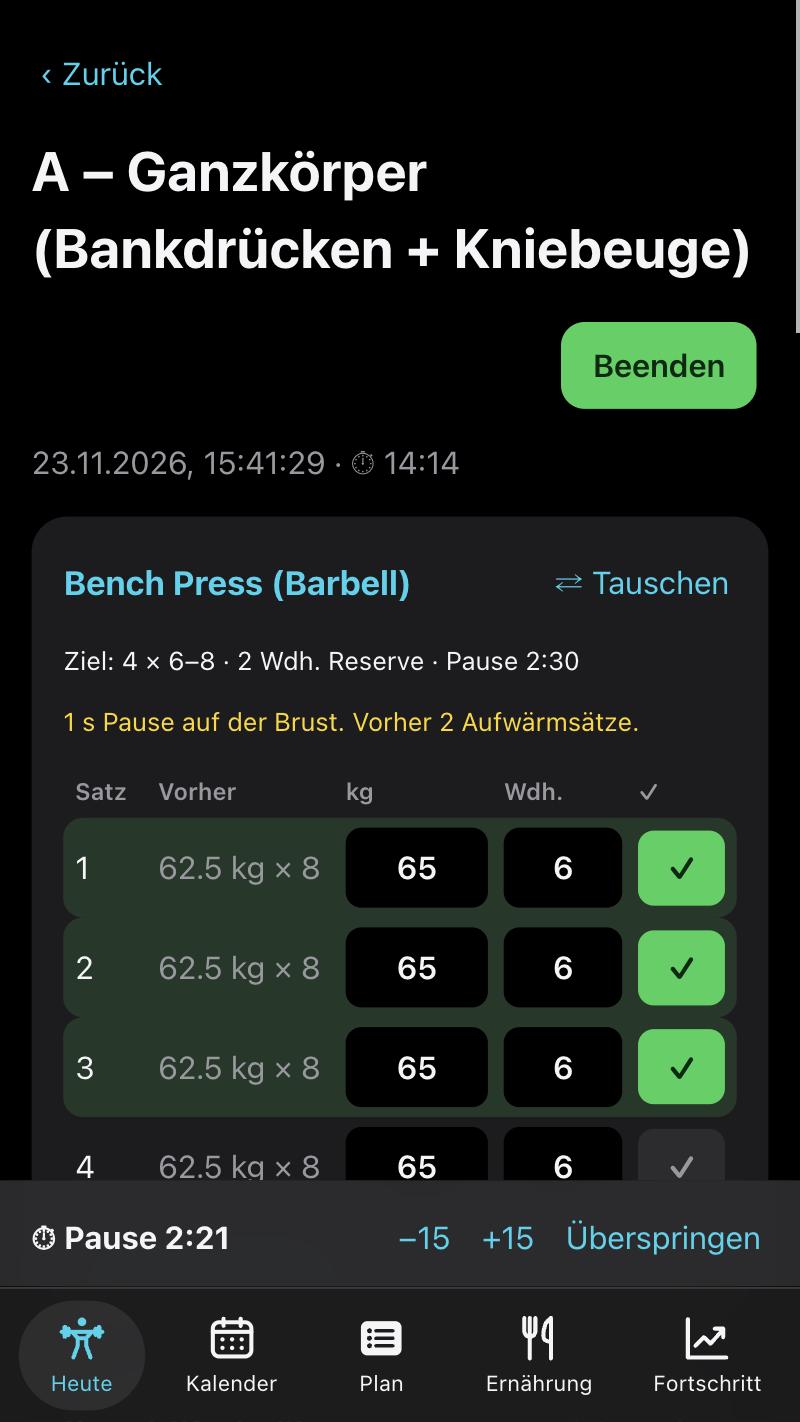 ‹ Zurück
A – Ganzkörper
(Bankdrücken + Kniebeuge)
Beenden
23.11.2026, 15:41:29 · ⏱ 14:14
Bench Press (Barbell) ⇄ Tauschen
Ziel: 4 × 6–8 · 2 Wdh. Reserve · Pause 2:30
1 s Pause auf der Brust. Vorher 2 Aufwärmsätze.
Satz Vorher kg Wdh. ✓
1 62.5 kg × 8 65 6 ✓
2 62.5 kg × 8 65 6 ✓
3 62.5 kg × 8 65 6 ✓
4 62.5 kg × 8 65 6 ✓
⏱ Pause 2:21 −15 +15 Überspringen
Heute Kalender Plan Ernährung Fortschritt